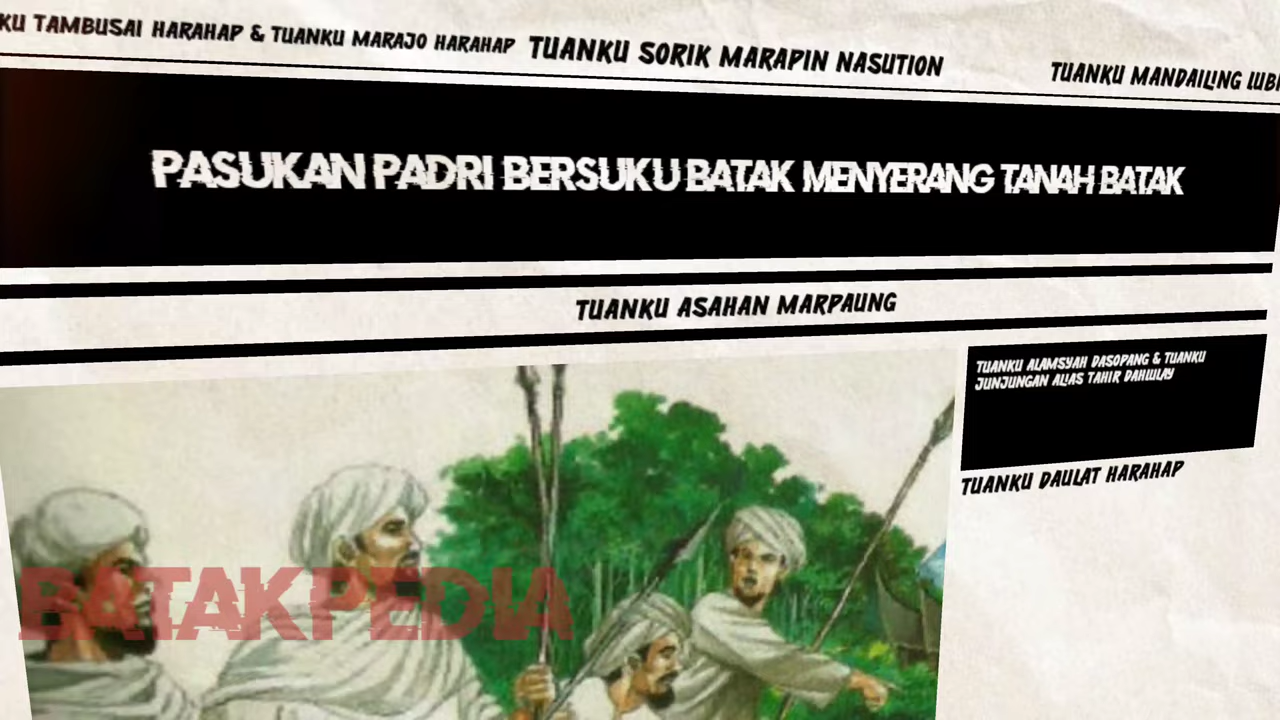 KU TAMBUSAI HARAHAP & TUANKU MARAJO HARAHAP TUANKU SORIK MARAPIN NASUTION TUANKU MANDAILING LUBI
PASUKAN PADRI BERSUKU BATAK MENYERANG TANAH BATAK
TUANKU ASAHAN MARPAUNG
TUANKU ALAMSYAH DASOPANG & TUANKU
JUNJUNGAN ALIAS TAHIR DAHLULAY
TUANKU DAULAT HARAHAP
BATAKPEDIA